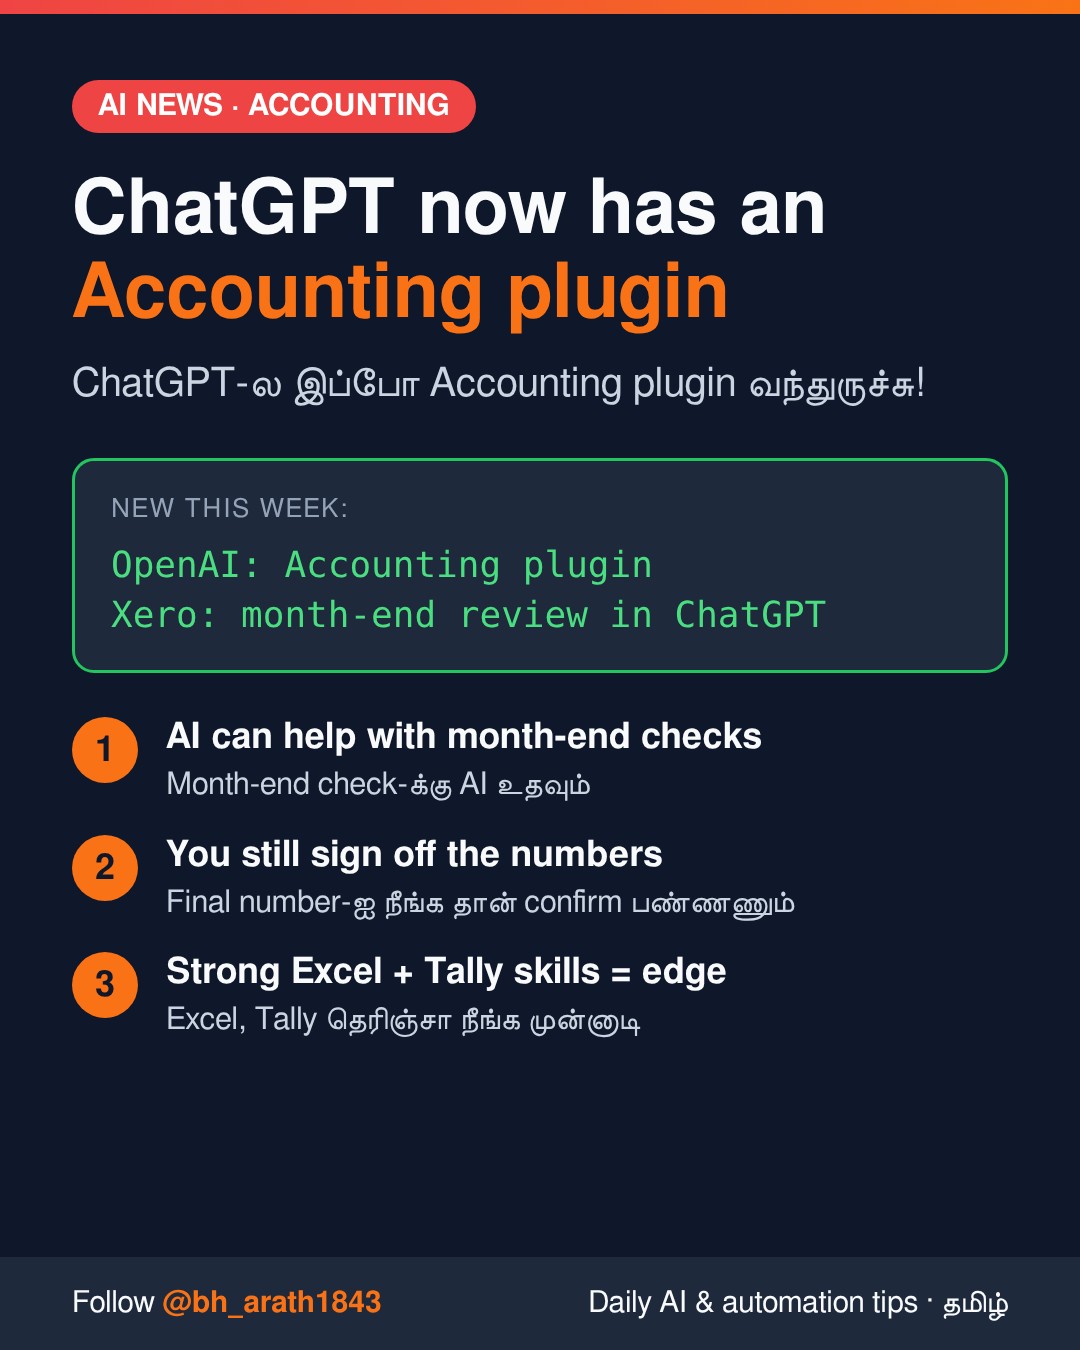 AI NEWS · ACCOUNTING
ChatGPT now has an
Accounting plugin
ChatGPT-ல இப்போ Accounting plugin வந்துருச்சு!
NEW THIS WEEK:
OpenAI: Accounting plugin
Xero: month-end review in ChatGPT
1 AI can help with month-end checks
Month-end check-க்கு AI உதவும்
2 You still sign off the numbers
Final number-ஐ நீங்க தான் confirm பண்ணணும்
3 Strong Excel + Tally skills = edge
Excel, Tally தெரிஞ்சா நீங்க முன்னாடி
Follow @bh_arath1843 Daily AI & automation tips · தமிழ்